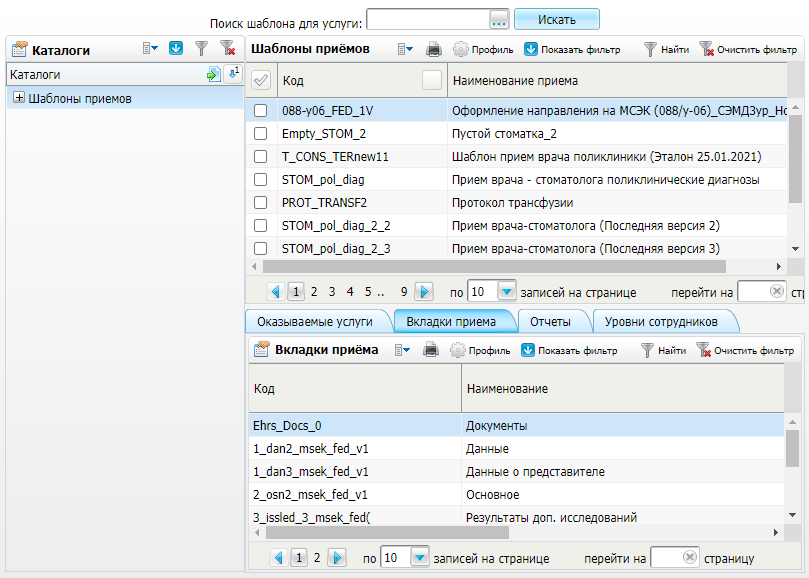 Поиск шаблона для услуги: ... Искать
Каталоги
Каталоги
Шаблоны приемов
Шаблоны приёмов Профиль Показать фильтр Найти Очистить фильтр
Код Наименование приема
088-y06_FED_1V Оформление направления на МСЭК (088/у-06)_СЭМДЗур_Но
Empty_STOM_2 Пустой стоматка_2
T_CONS_TERnew11 Шаблон прием врача поликлиники (Эталон 25.01.2021)
STOM_pol_diag Прием врача - стоматолога поликлинические диагнозы
PROT_TRANSF2 Протокол трансфузии
STOM_pol_diag_2_2 Прием врача-стоматолога (Последняя версия 2)
STOM_pol_diag_2_3 Прием врача-стоматолога (Последняя версия 3)
1 2 3 4 5 .. 9 по 10 записей на странице перейти на стр
Оказываемые услуги Вкладки приема Отчеты Уровни сотрудников
Вкладки приёма Профиль Показать фильтр Найти Очистить фильтр
Код Наименование
Ehrs_Docs_0 Документы
1_dan2_msek_fed_v1 Данные
1_dan3_msek_fed_v1 Данные о представителе
2_osn2_msek_fed_v1 Основное
3_issled_3_msek_fed( Результаты доп. исследований
1 2 по 10 записей на странице перейти на страницу